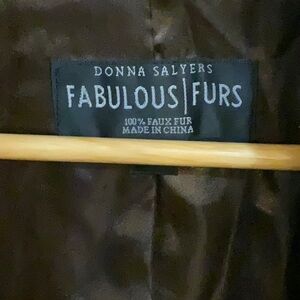 DONNA SALYERS
FABULOUS|FURS
100% FAUX FUR
MADE IN CHINA